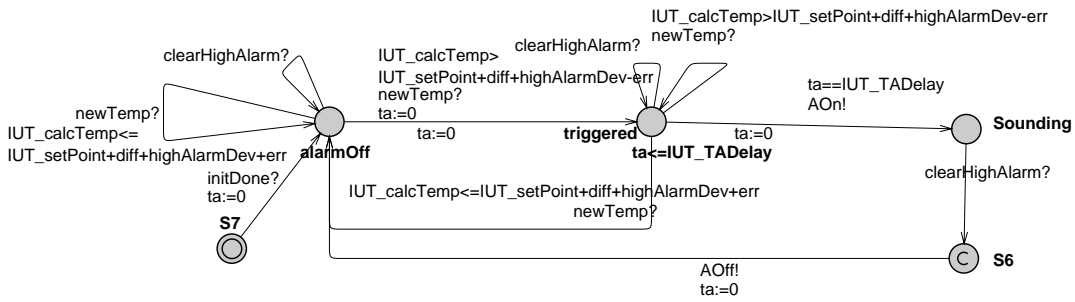 IUT_calcTemp>IUT_setPoint+diff+highAlarmDev-err
newTemp?
clearHighAlarm?
clearHighAlarm?
IUT_calcTemp>
IUT_setPoint+diff+highAlarmDev-err
newTemp?
ta:=0
ta:=0
newTemp?
IUT_calcTemp<=
IUT_setPoint+diff+highAlarmDev+err
ta==IUT_TADelay
AOn!
ta:=0
Sounding
alarmOff
triggered
ta<=IUT_TADelay
initDone?
ta:=0
IUT_calcTemp<=IUT_setPoint+diff+highAlarmDev+err
newTemp?
clearHighAlarm?
S7
C
S6
AOff!
ta:=0